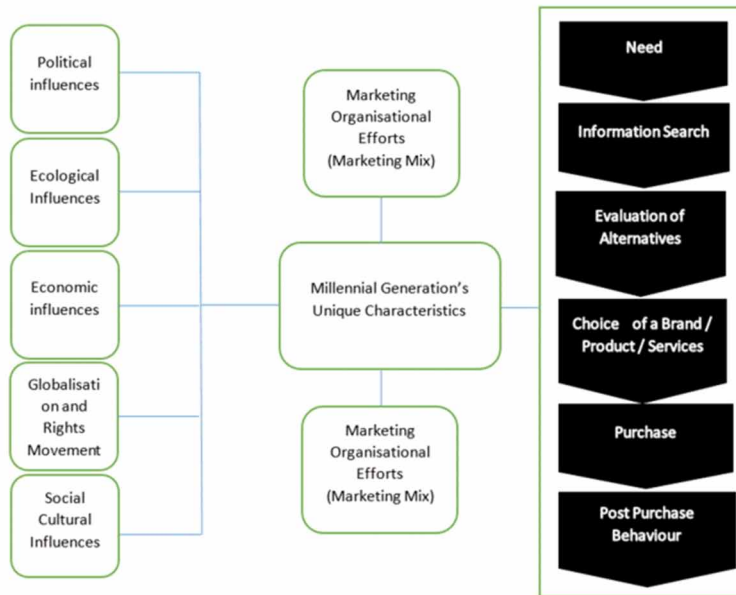 Political
influences
Ecological
Influences
Economic
influences
Globalisati
on and
Rights
Movement
Social
Cultural
Influences
Marketing
Organisational
Efforts
(Marketing Mix)
Millennial Generation's
Unique Characteristics
Marketing
Organisational
Efforts
(Marketing Mix)
Need
Information Search
Evaluation of
Alternatives
Choice of a Brand /
Product / Services
Purchase
Post Purchase
Behaviour